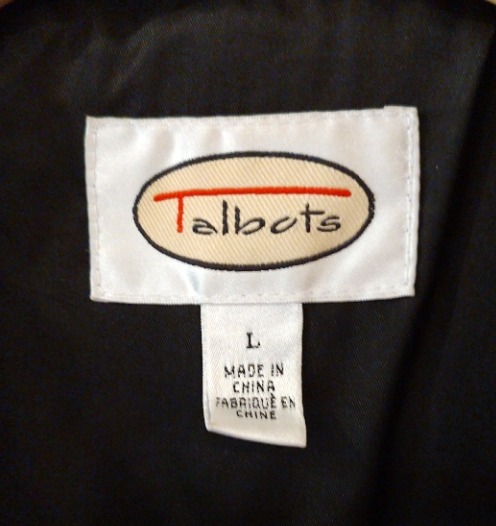 Talbots
L
MADE IN
CHINA
FABRIQUÉ EN
CHINE